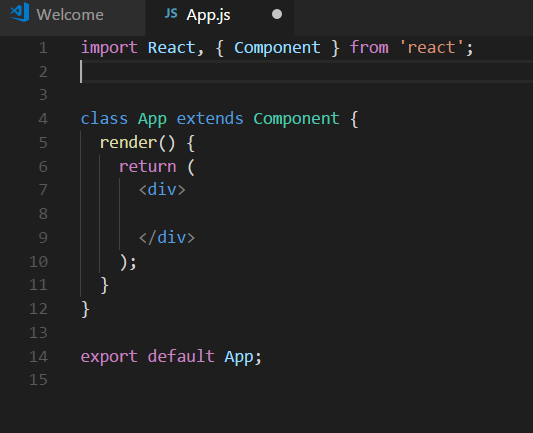 Welcome
JS App.js
1 import React, { Component } from 'react';
2
3
4 class App extends Component {
5   render() {
6     return (
7       <div>
8
9       </div>
10     );
11   }
12 }
13
14 export default App;
15